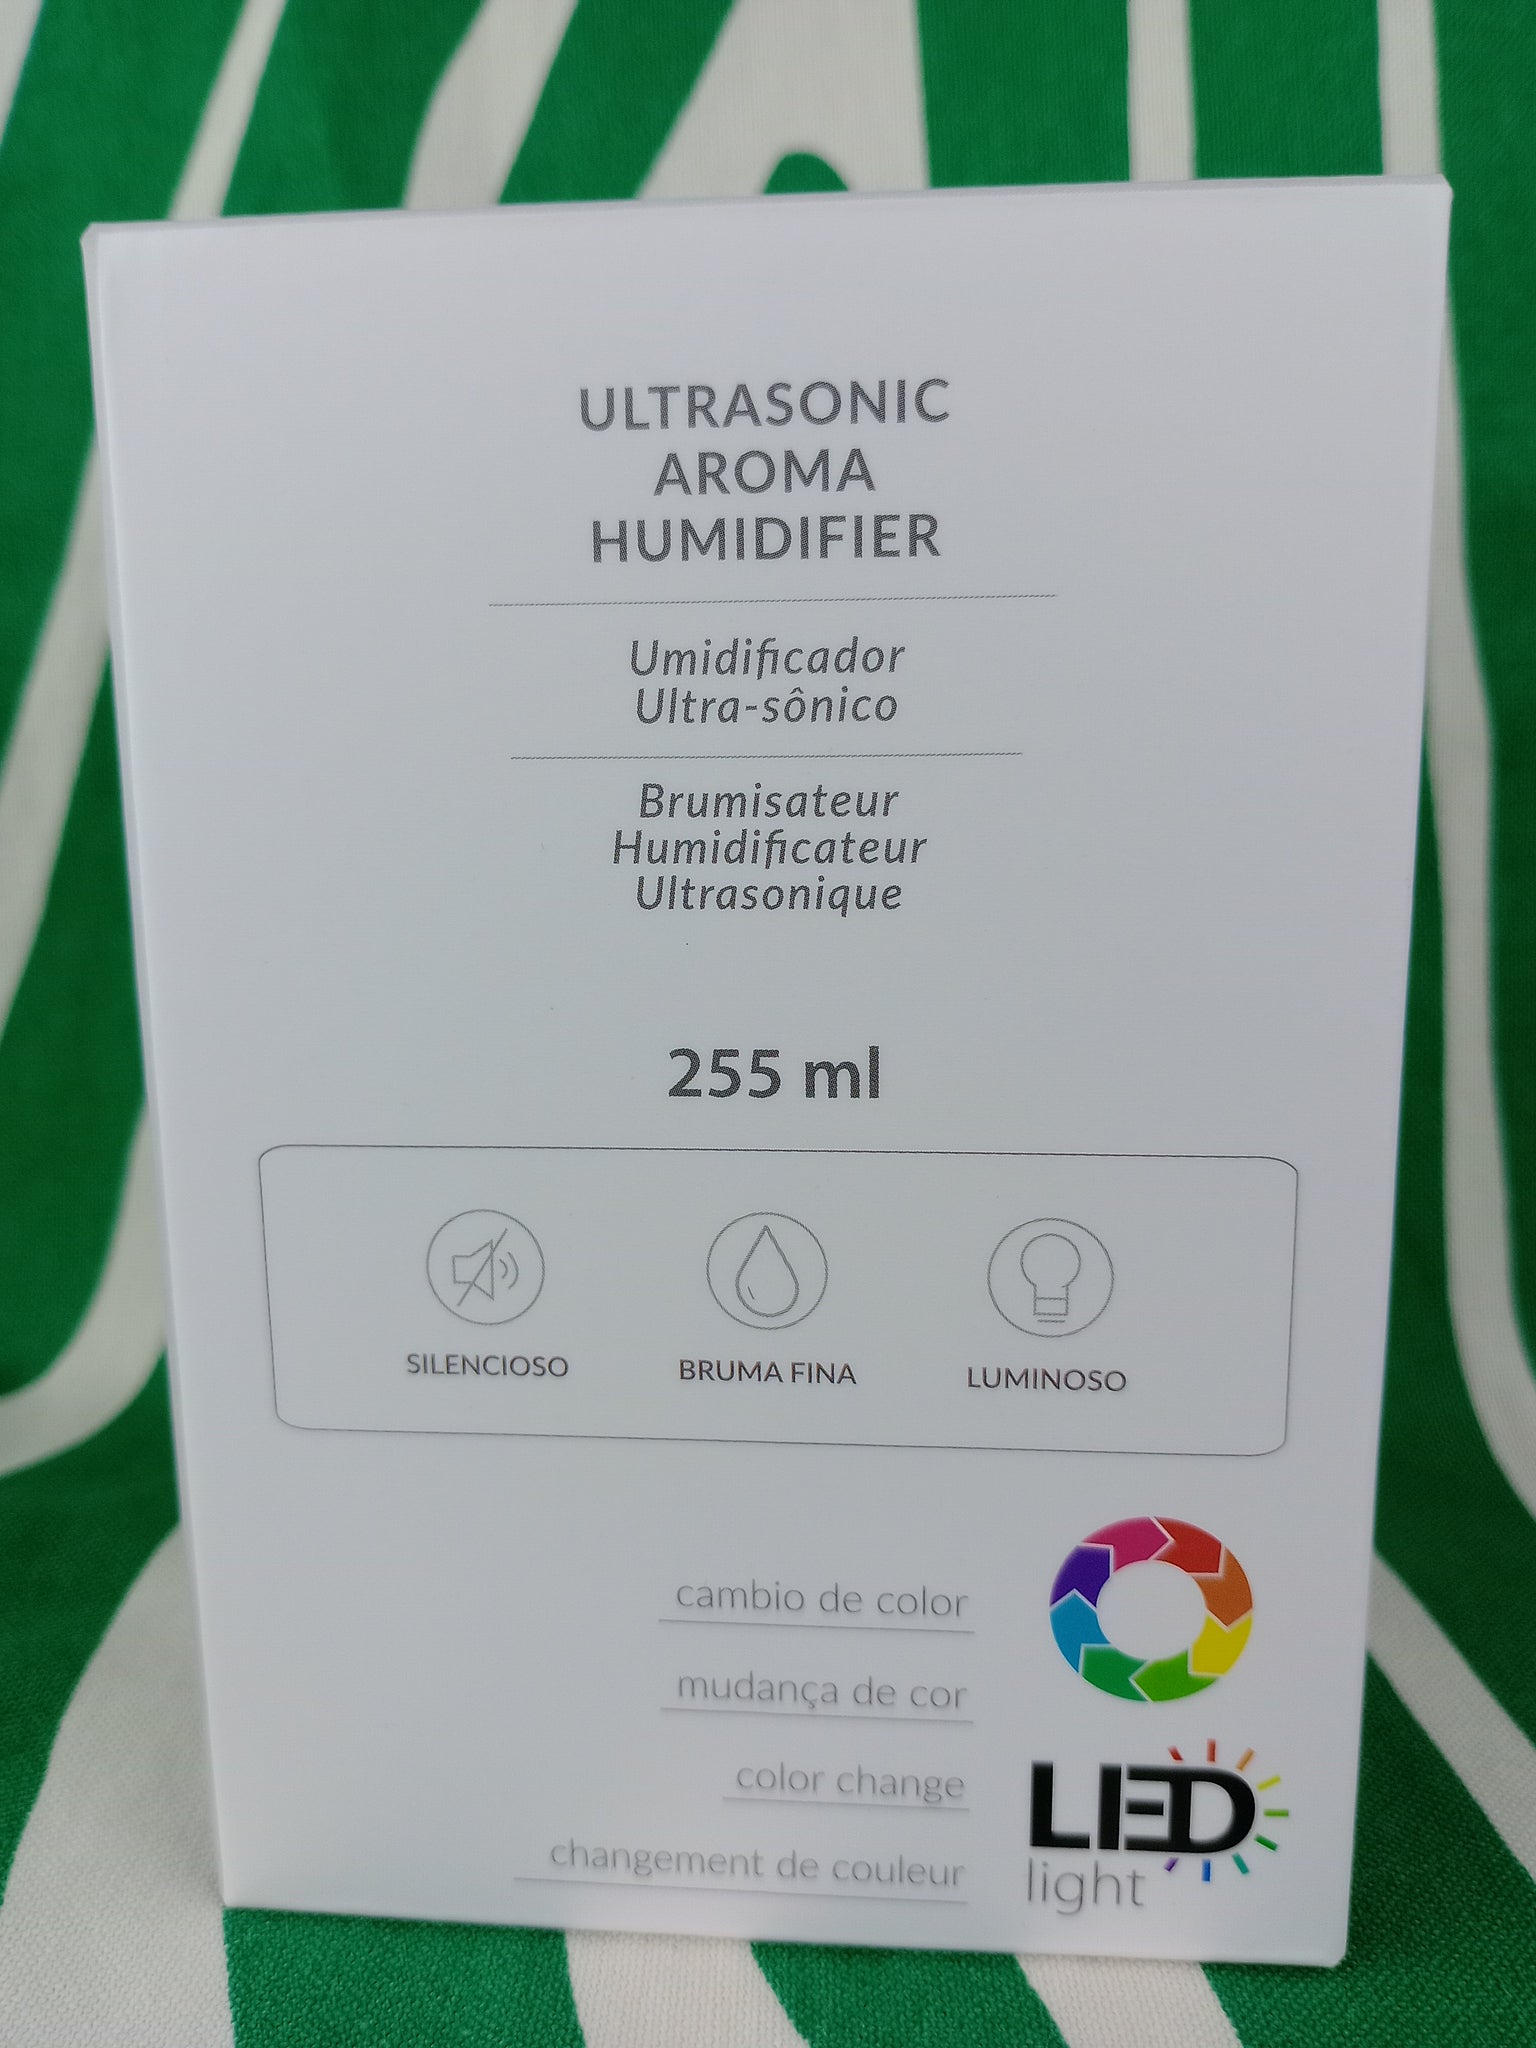 ULTRASONIC
AROMA
HUMIDIFIER
Umidificador
Ultra-sônico
Brumisateur
Humidificateur
Ultrasonique
255 ml
SILENCIOSO
BRUMA FINA
LUMINOSO
cambio de color
mudança de cor
color change
changement de couleur
LED
light